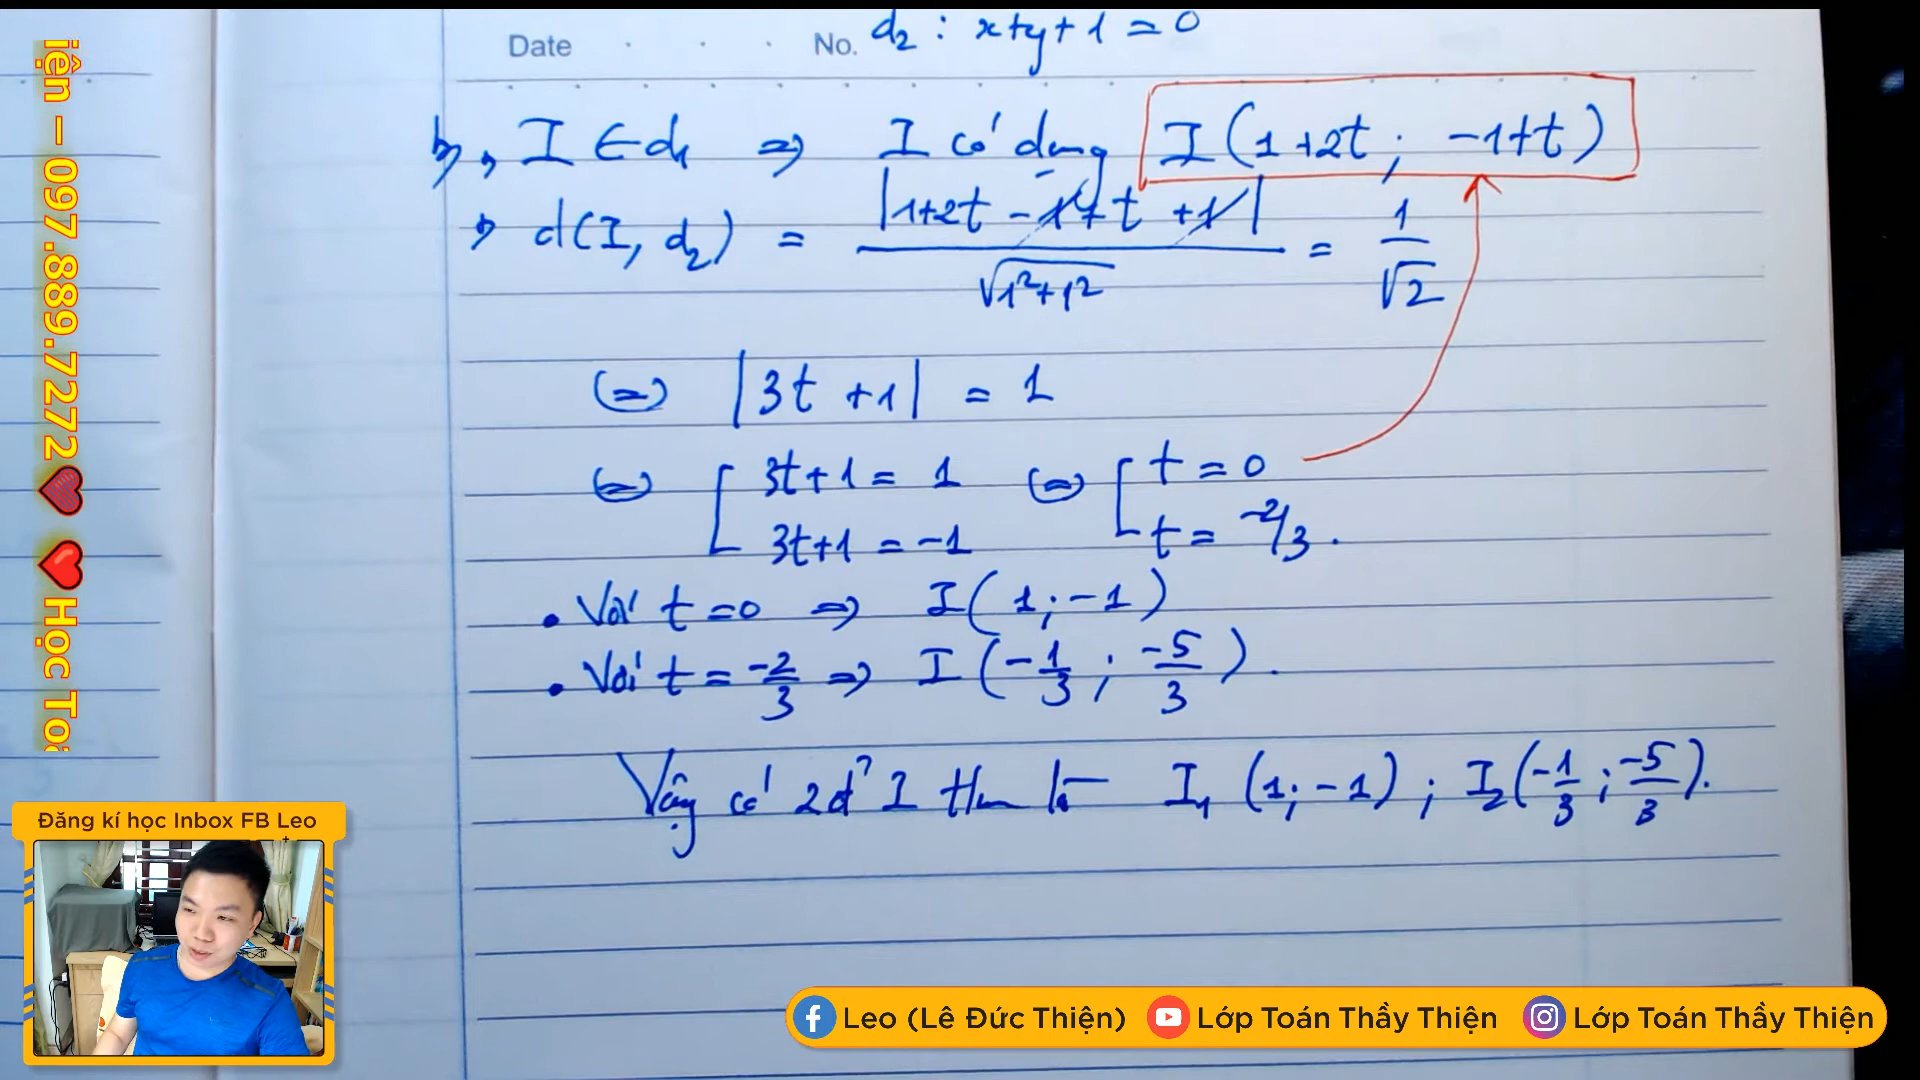 Date . . . No. d₂ : x+y+1 = 0
b, I ∈ d₁ ⇒ I có dạng I (1+2t ; -1+t)
⇒ d(I, d₂) = |1+2t -1+t +1| / √1²+1² = 1/√2
(=) |3t +1| = 1
(=) [ 3t+1 = 1 (=) [ t = 0
3t+1 = -1 t = -2/3 .
• Với t=0 ⇒ I ( 1 ; -1 )
• Với t = -2/3 ⇒ I ( -1/3 ; -5/3 ) .
Vậy có 2 đ' I t/m là I₁ (1 ; -1) ; I₂ (-1/3 ; -5/3).
iện – 097.889.7272❤️ ❤️Học Toá
Đăng kí học Inbox FB Leo
Leo (Lê Đức Thiện) Lớp Toán Thầy Thiện Lớp Toán Thầy Thiện